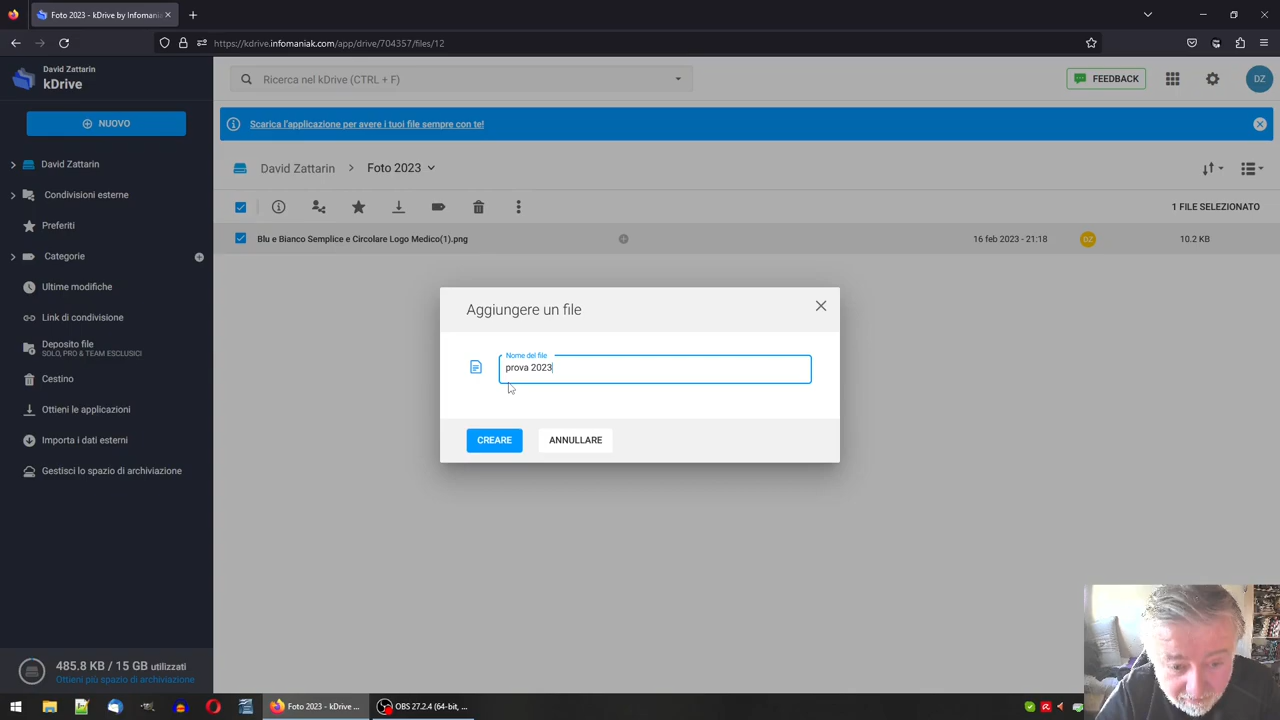 Foto 2023 - kDrive by Infomani
https://kdrive.infomaniak.com/app/drive/704357/files/12
David Zattarin
kDrive
Ricerca nel kDrive (CTRL + F)
FEEDBACK
DZ
NUOVO
Scarica l'applicazione per avere i tuoi file sempre con te!
David Zattarin
Condivisioni esterne
Preferiti
Categorie
Ultime modifiche
Link di condivisione
Deposito file
SOLO, PRO & TEAM ESCLUSICI
Cestino
Ottieni le applicazioni
Importa i dati esterni
Gestisci lo spazio di archiviazione
485.8 KB / 15 GB utilizzati
Ottieni più spazio di archiviazione
David Zattarin > Foto 2023
1 FILE SELEZIONATO
Blu e Bianco Semplice e Circolare Logo Medico(1).png
16 feb 2023 - 21:18
DZ
10.2 KB
Aggiungere un file
Nome del file
prova 2023
CREARE
ANNULLARE
Foto 2023 – kDrive ...
OBS 27.2.4 (64-bit, ...